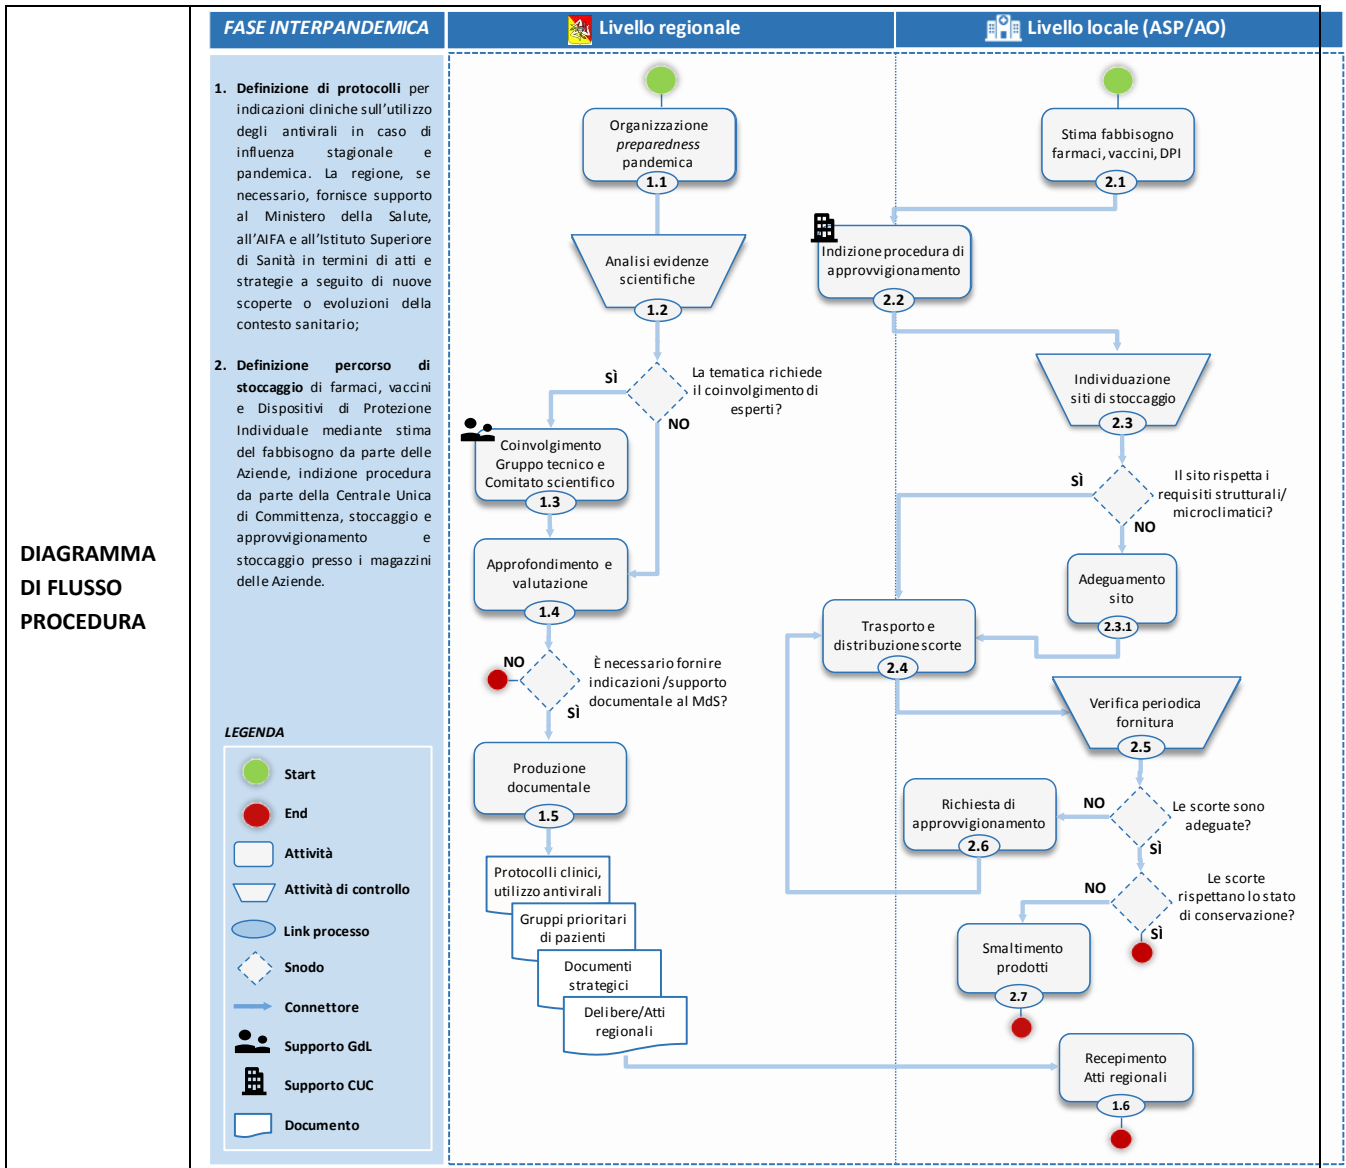 DIAGRAMMA
DI FLUSSO
PROCEDURA
FASE INTERPANDEMICA
Livello regionale
Livello locale (ASP/AO)
1. Definizione di protocolli per
indicazioni cliniche sull'utilizzo
degli antivirali in caso di
influenza stagionale e
pandemica. La regione, se
necessario, fornisce supporto
al Ministero della Salute,
all'AIFA e all'Istituto Superiore
di Sanità in termini di atti e
strategie a seguito di nuove
scoperte o evoluzioni della
contesto sanitario;
2. Definizione percorso di
stoccaggio di farmaci, vaccini
e Dispositivi di Protezione
Individuale mediante stima
del fabbisogno da parte delle
Aziende, indizione procedura
da parte della Centrale Unica
di Committenza, stoccaggio e
approvvigionamento e
stoccaggio presso i magazzini
delle Aziende.
LEGENDA
Start
End
Attività
Attività di controllo
Link processo
Snodo
Connettore
Supporto GdL
Supporto CUC
Documento
Organizzazione
preparedness
pandemica
1.1
Analisi evidenze
scientifiche
1.2
La tematica richiede
il coinvolgimento di
esperti?
SÌ
NO
Coinvolgimento
Gruppo tecnico e
Comitato scientifico
1.3
Approfondimento e
valutazione
1.4
È necessario fornire
indicazioni/supporto
documentale al MdS?
NO
SÌ
Produzione
documentale
1.5
Protocolli clinici,
utilizzo antivirali
Gruppi prioritari
di pazienti
Documenti
strategici
Delibere/Atti
regionali
Stima fabbisogno
farmaci, vaccini, DPI
2.1
Indizione procedura di
approvvigionamento
2.2
Individuazione
siti di stoccaggio
2.3
Il sito rispetta i
requisiti strutturali/
microclimatici?
SÌ
NO
Adeguamento
sito
2.3.1
Trasporto e
distribuzione scorte
2.4
Verifica periodica
fornitura
2.5
Le scorte sono
adeguate?
NO
SÌ
Richiesta di
approvvigionamento
2.6
Le scorte
rispettano lo stato
di conservazione?
NO
SÌ
Smaltimento
prodotti
2.7
Recepimento
Atti regionali
1.6